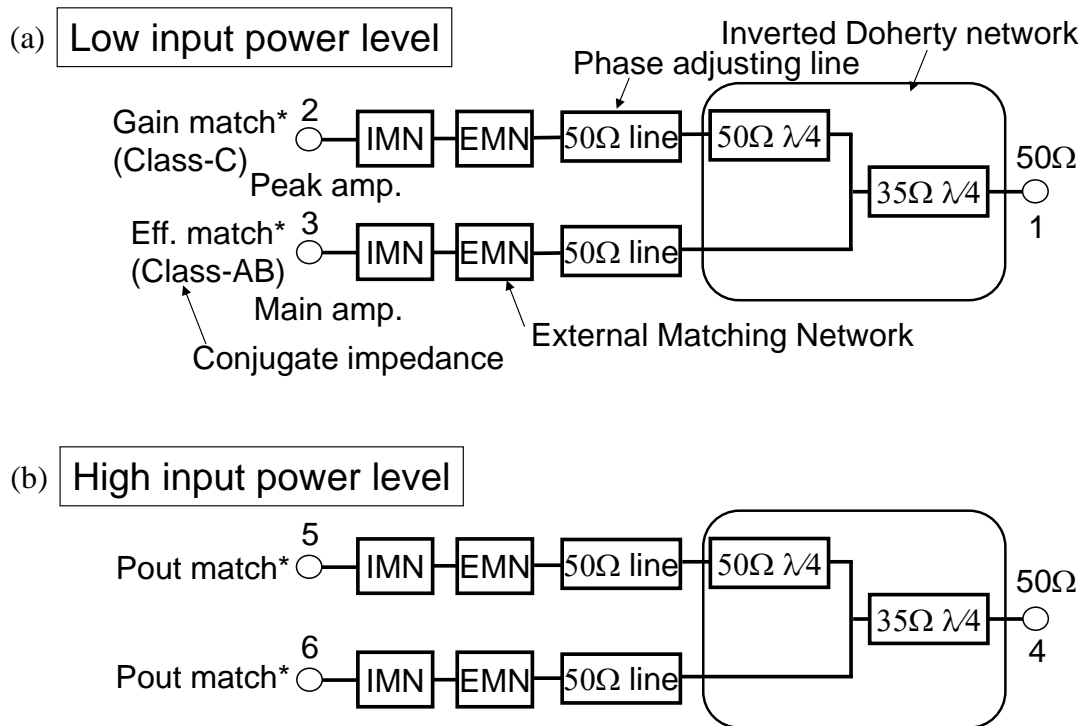 (a) Low input power level
Inverted Doherty network
Phase adjusting line
Gain match*
(Class-C)
2
IMN
EMN
50Ω line
50Ω λ/4
Peak amp.
35Ω λ/4
50Ω
1
Eff. match*
(Class-AB)
3
IMN
EMN
50Ω line
Main amp.
External Matching Network
Conjugate impedance
(b) High input power level
Pout match*
5
IMN
EMN
50Ω line
50Ω λ/4
35Ω λ/4
50Ω
4
Pout match*
6
IMN
EMN
50Ω line